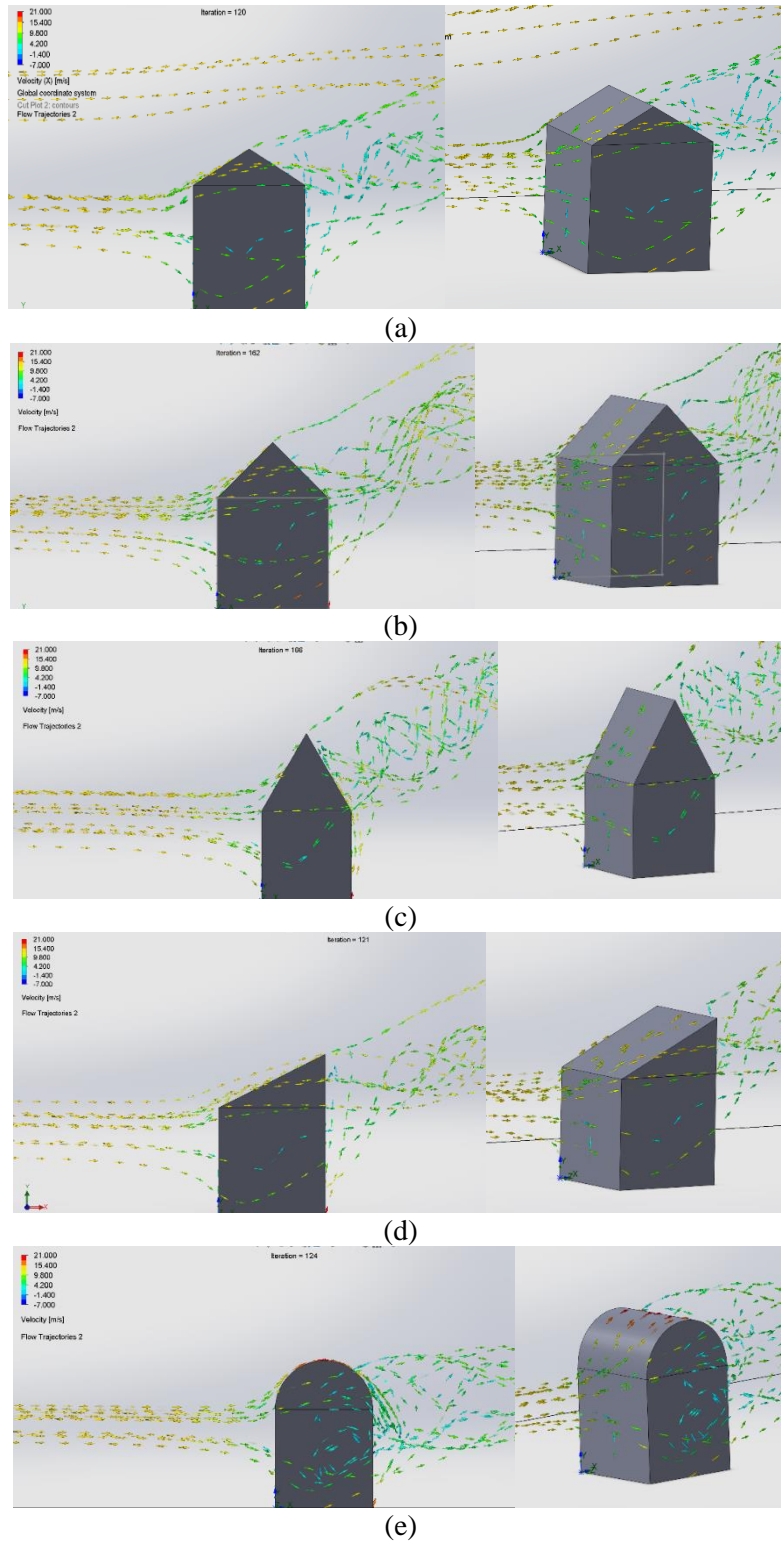 21.000
15.400
9.800
4.200
-1.400
-7.000
Iteration = 120
Velocity (X) [m/s]
Global coordinate system
Cut Plot 2: contours
Flow Trajectories 2
Y
m
Y
X
(a)
21.000
15.400
9.800
4.200
-1.400
-7.000
Iteration = 162
Velocity [m/s]
Flow Trajectories 2
Y
X
(b)
21.000
15.400
9.800
4.200
-1.400
-7.000
Iteration = 166
Velocity [m/s]
Flow Trajectories 2
X
(c)
21.000
15.400
9.800
4.200
-1.400
-7.000
Iteration = 121
Velocity [m/s]
Flow Trajectories 2
Y
X
Y
X
(d)
21.000
15.400
9.800
4.200
-1.400
-7.000
Iteration = 124
Velocity [m/s]
Flow Trajectories 2
Y
X
(e)